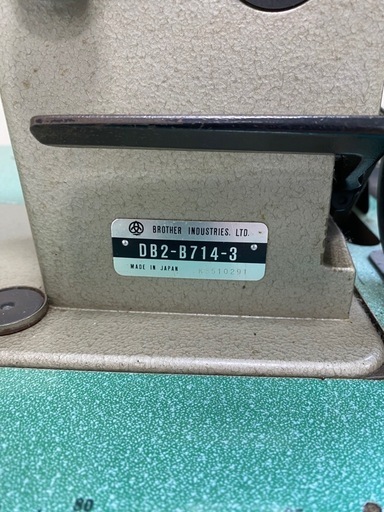 BROTHER INDUSTRIES, LTD.
DB2-B714-3
MADE IN JAPAN
80